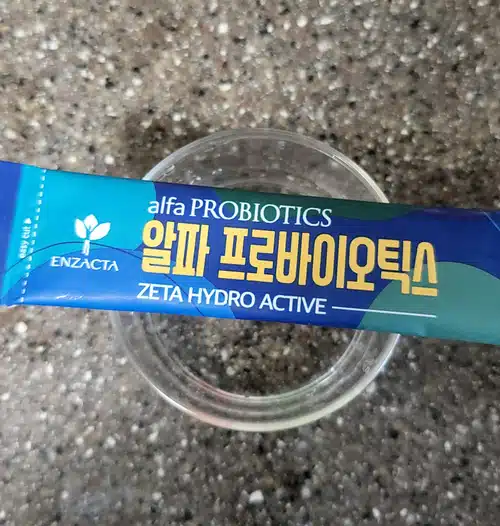 easy cut
ENZACTA
alfa PROBIOTICS
알파 프로바이오틱스
ZETA HYDRO ACTIVE